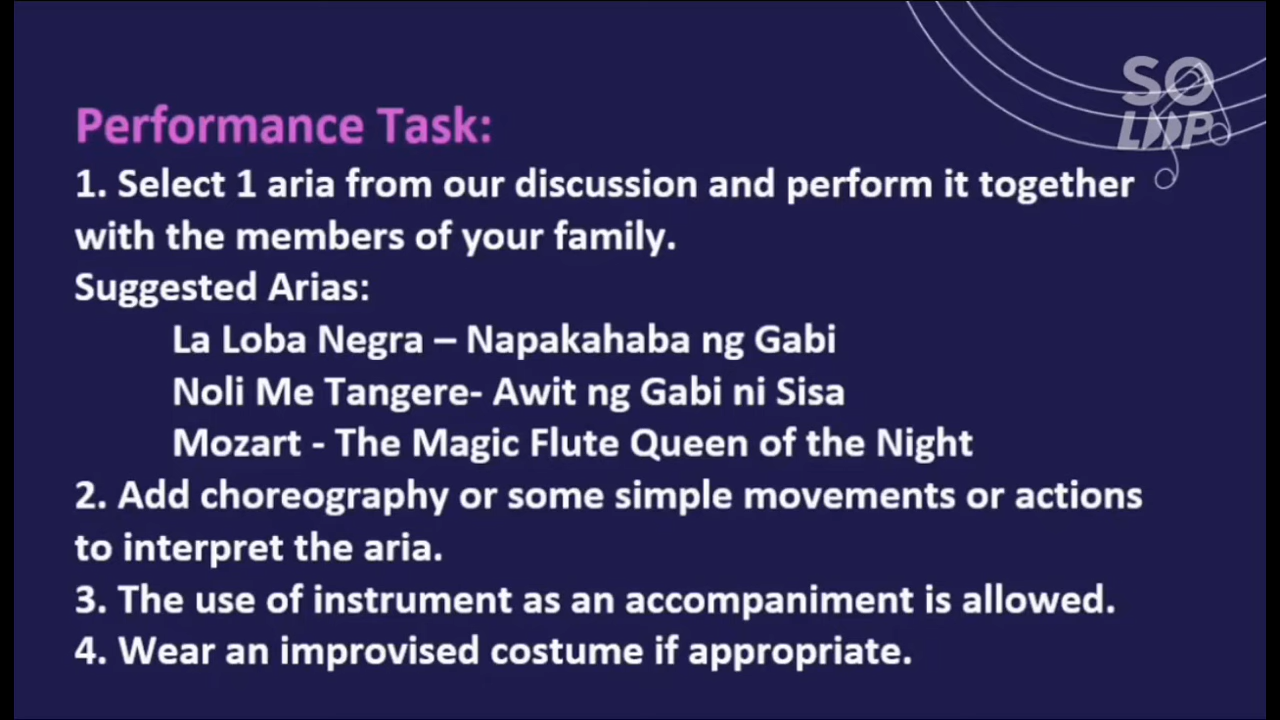 SO
LMP
Performance Task:
1. Select 1 aria from our discussion and perform it together
with the members of your family.
Suggested Arias:
La Loba Negra – Napakahaba ng Gabi
Noli Me Tangere- Awit ng Gabi ni Sisa
Mozart - The Magic Flute Queen of the Night
2. Add choreography or some simple movements or actions
to interpret the aria.
3. The use of instrument as an accompaniment is allowed.
4. Wear an improvised costume if appropriate.